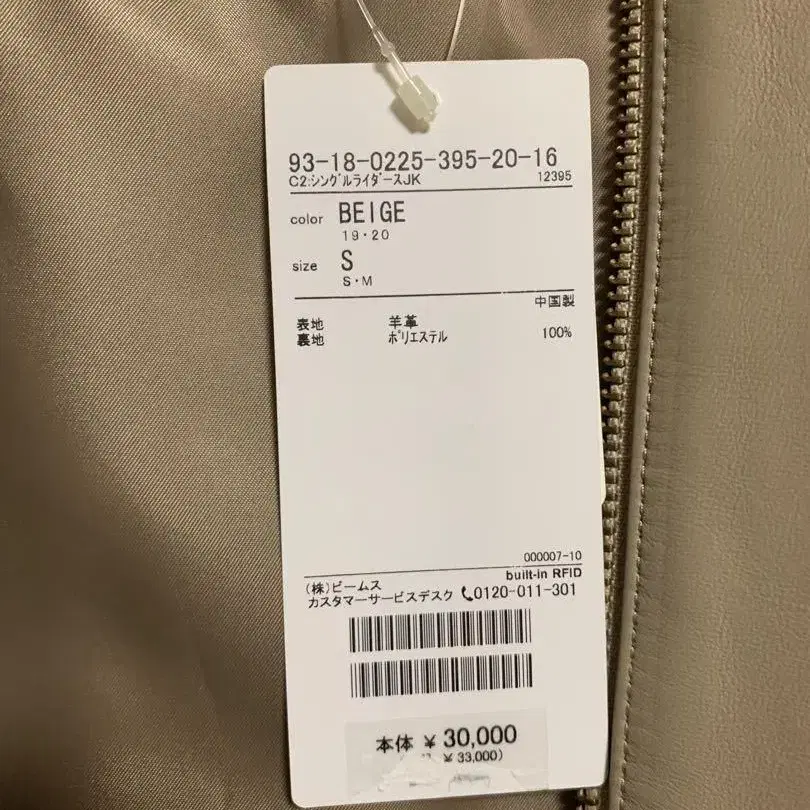 93-18-0225-395-20-16
C2:シングルライダースJK 12395
color BEIGE
19・20
size S
S・M
中国製
表地 羊革
裏地 ポリエステル 100%
000007-10
built-in RFID
(株)ビームス
カスタマーサービスデスク 0120-011-301
本体 ¥ 30,000
¥ 33,000)